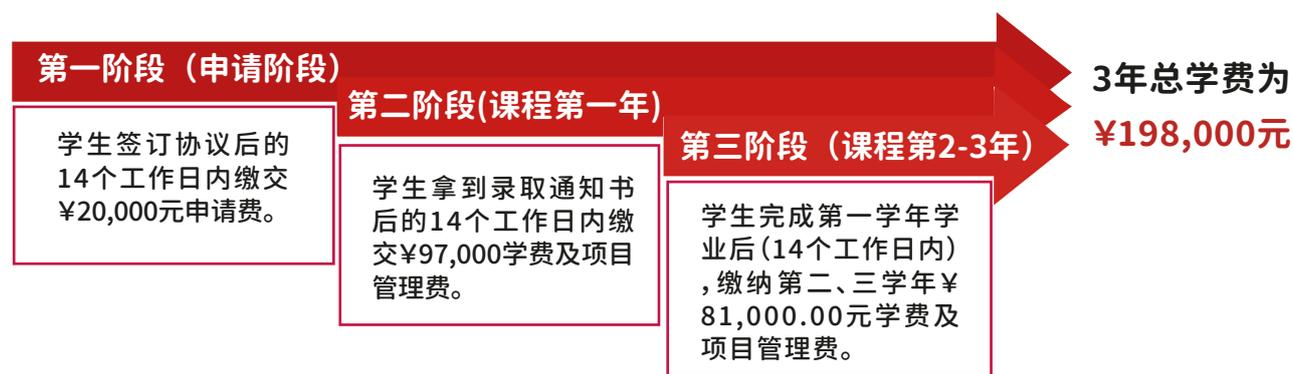 第一阶段（申请阶段）
学生签订协议后的
14个工作日内缴交
¥20,000元申请费。
第二阶段(课程第一年)
学生拿到录取通知书
后的14个工作日内缴
交¥97,000学费及项目
管理费。
第三阶段（课程第2-3年）
学生完成第一学年学
业后（14个工作日内）
，缴纳第二、三学年¥
81,000.00元学费及
项目管理费。
3年总学费为
¥198,000元